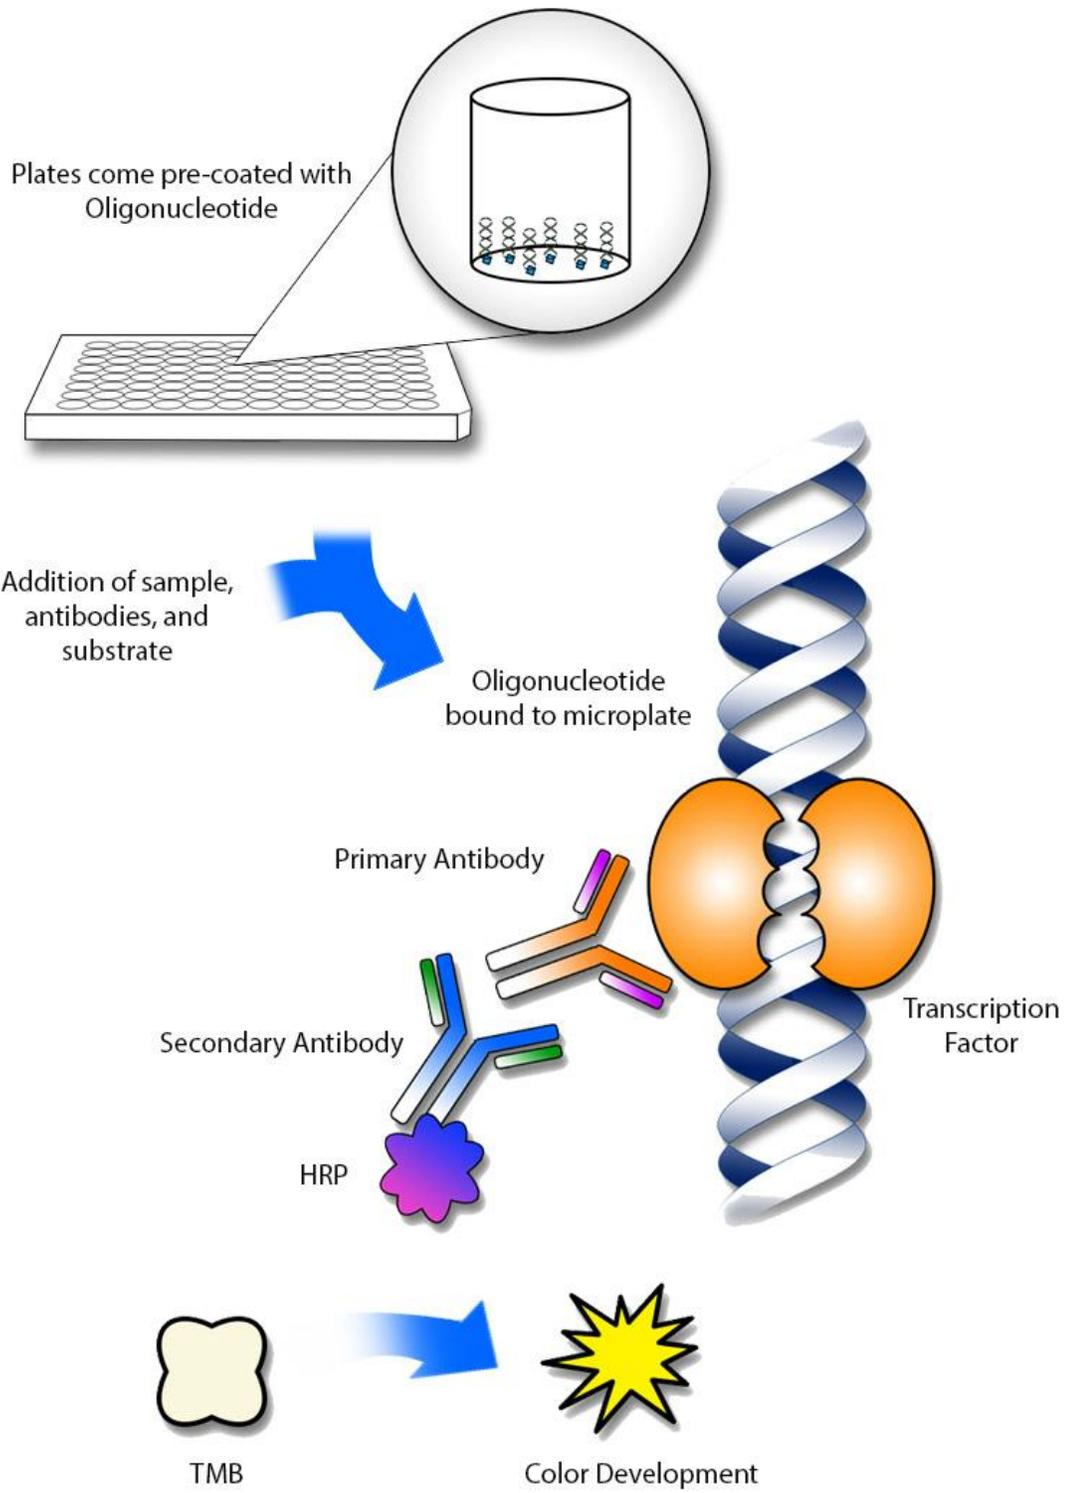 Plates come pre-coated with
Oligonucleotide
Addition of sample,
antibodies, and
substrate
Oligonucleotide
bound to microplate
Primary Antibody
Secondary Antibody
Transcription
Factor
HRP
TMB
Color Development